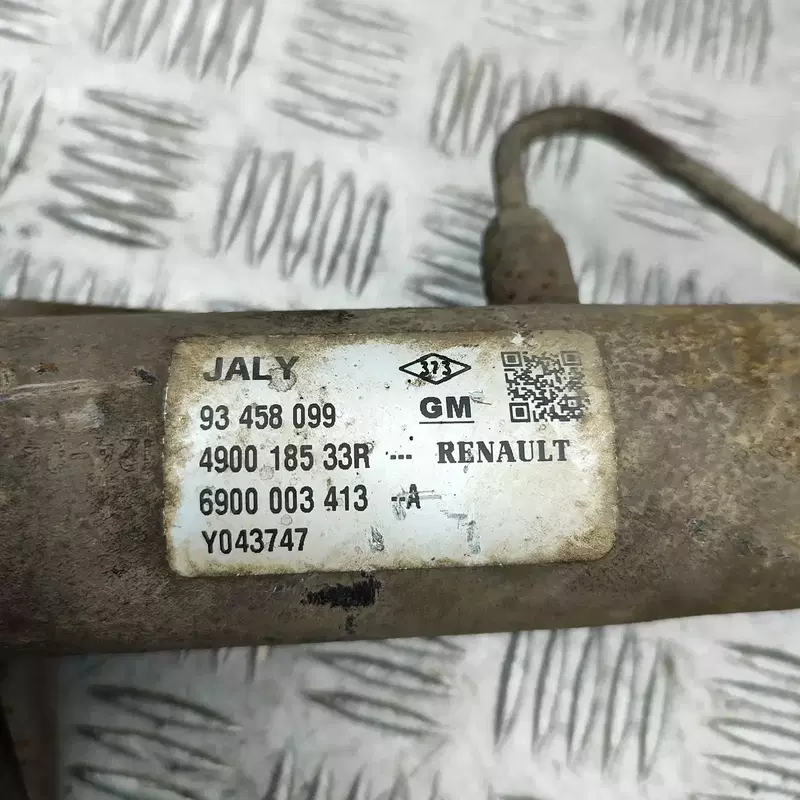 JALY 373
93 458 099 GM
4900 185 33R --- RENAULT
6900 003 413 --A
Y043747